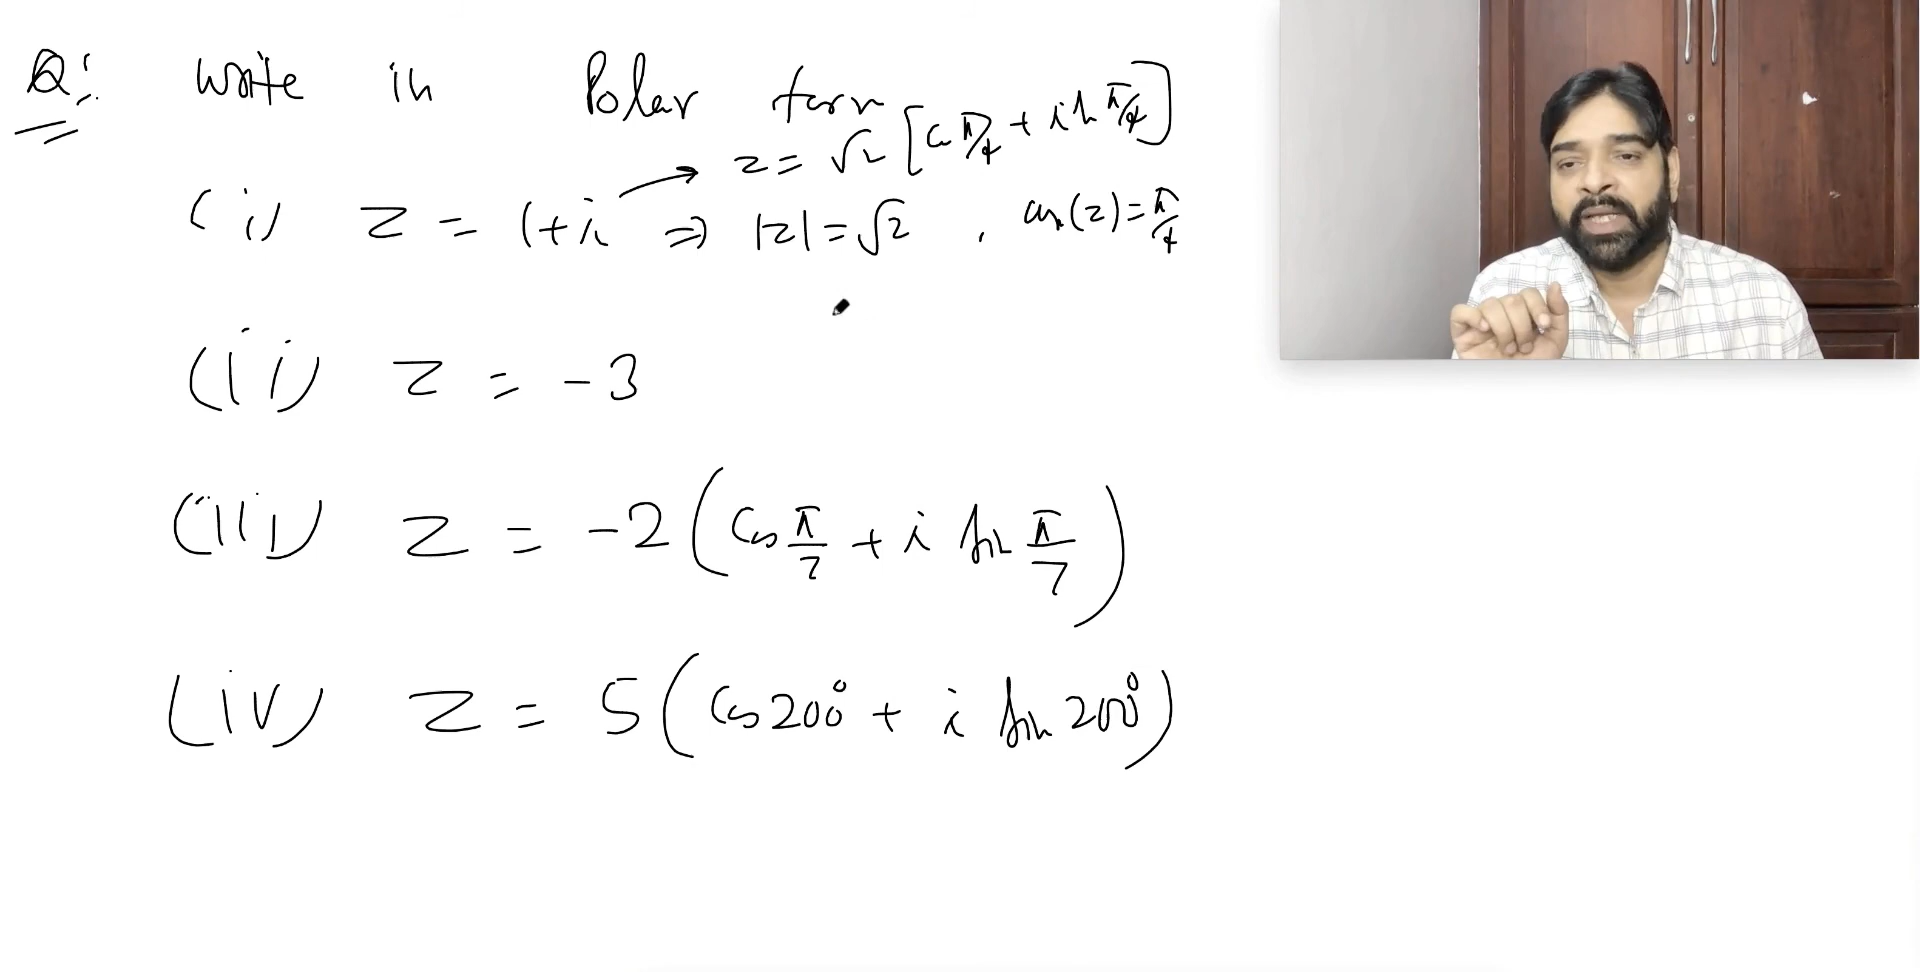 Q: Write in Polar form
z = √2 [cos π/4 + i sin π/4]
(i) z = 1+i ⇒ |z| = √2 , arg(z) = π/4
(ii) z = -3
(iii) z = -2 (cos π/7 + i sin π/7)
(iv) z = 5 (cos 200° + i sin 200°)